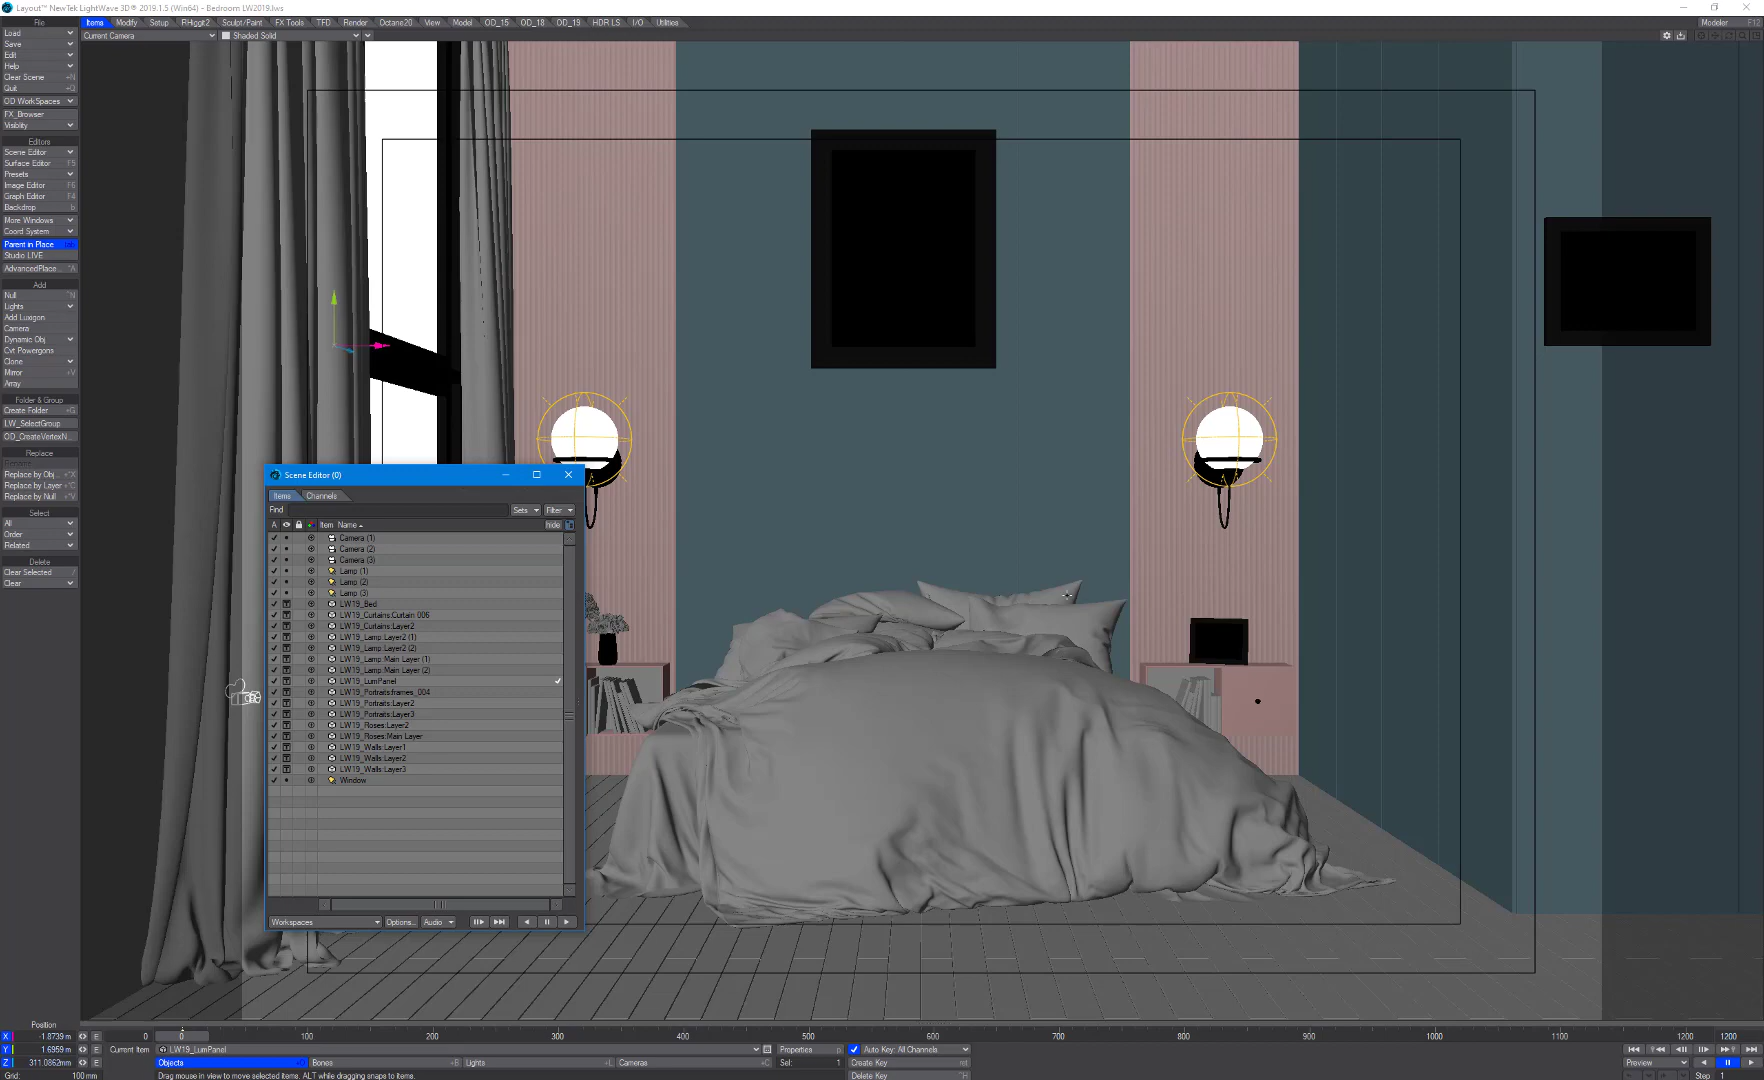 Layout™ NewTek LightWave 3D® 2019.1.5 (Win64) - Bedroom LW2019.lws
File Items Modify Setup RHiggit2 Sculpt/Paint FX Tools TFD Render Octane20 View Model OD_15 OD_18 OD_19 HDR LS I/O Utilities Modeler F12
Load Current Camera Shaded Solid
Save
Edit
Help
Clear Scene
Quit
OD WorkSpaces
FX_Browser
Visiblity
Editors
Scene Editor
Surface Editor F5
Presets
Image Editor F6
Graph Editor F4
Backdrop b
More Windows
Coord System
Parent in Place tab
Studio LIVE
AdvancedPlace...
Add
Null
Lights
Add Luxigon
Camera
Dynamic Obj
Cvt Powergons
Clone
Mirror +V
Array
Folder & Group
Create Folder +G
LW_SelectGroup
OD_CreateVertexN...
Replace
Replace by Obj...
Replace by Layer
Replace by Null
Select
All
Order
Related
Delete
Clear Selected
Clear
Scene Editor (0)
Items Channels
Find Sets Filter
A Item Name hide
Camera (1)
Camera (2)
Camera (3)
Lamp (1)
Lamp (2)
Lamp (3)
LW19_Bed
LW19_Curtains:Curtain 006
LW19_Curtains:Layer2
LW19_Lamp:Layer2 (1)
LW19_Lamp:Layer2 (2)
LW19_Lamp:Main Layer (1)
LW19_Lamp:Main Layer (2)
LW19_LumPanel
LW19_Portraits:frames_004
LW19_Portraits:Layer2
LW19_Portraits:Layer3
LW19_Roses:Layer2
LW19_Roses:Main Layer
LW19_Walls:Layer1
LW19_Walls:Layer2
LW19_Walls:Layer3
Window
Workspaces Options... Audio
Position
X -1.8739 m E 0 0 100 200 300 400 500 600 700 800 900 1000 1100 1200 1200
Y 1.6959 m E Current Item LW19_LumPanel Properties p Auto Key: All Channels
Z 311.0862mm E Objects Bones +B Lights +L Cameras +C Sel: 1 Create Key Preview
Grid: 100 mm Drag mouse in view to move selected items. ALT while dragging snaps to items. Delete Key Step 1